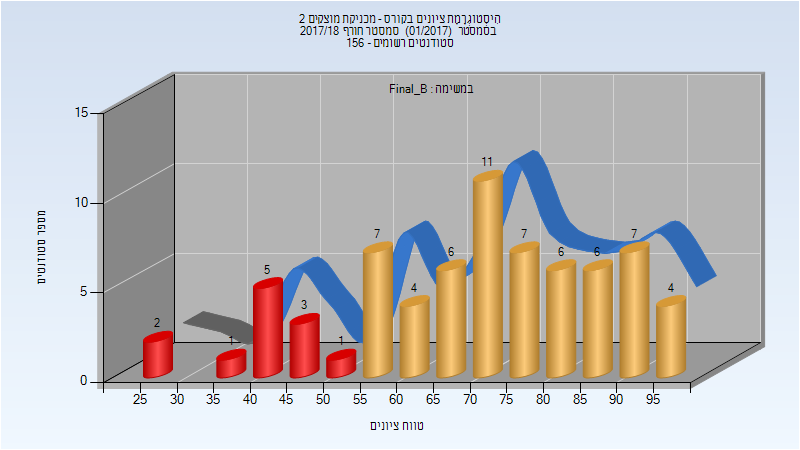 היסטוגרמת ציונים בקורס - מכניקת מוצקים 2
בסמסטר (01/2017) סמסטר חורף 2017/18
סטודנטים רשומים - 156
במשימה : Final_B
מספר סטודנטים
15
10
5
0
2
1
5
3
1
7
4
6
11
7
6
6
7
4
25 30 35 40 45 50 55 60 65 70 75 80 85 90 95
טווח ציונים